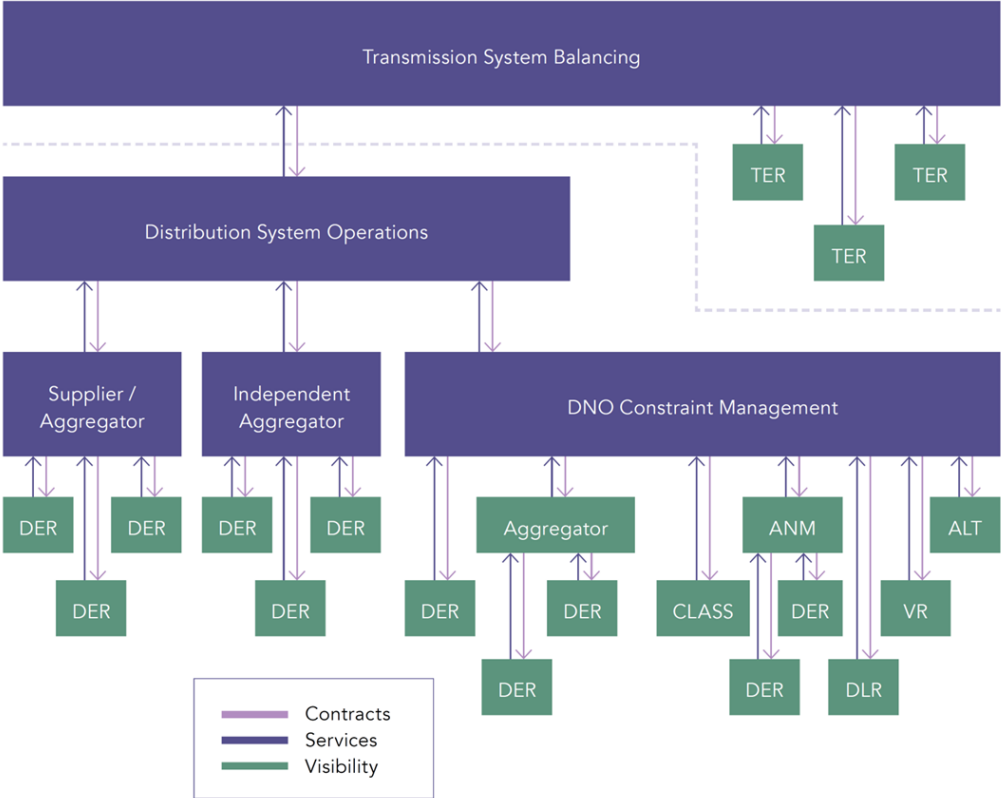 Transmission System Balancing
TER
TER
TER
Distribution System Operations
Supplier /
Aggregator
Independent
Aggregator
DNO Constraint Management
DER
DER
DER
DER
Aggregator
ANM
ALT
DER
DER
DER
DER
CLASS
DER
VR
DER
DER
DLR
Contracts
Services
Visibility